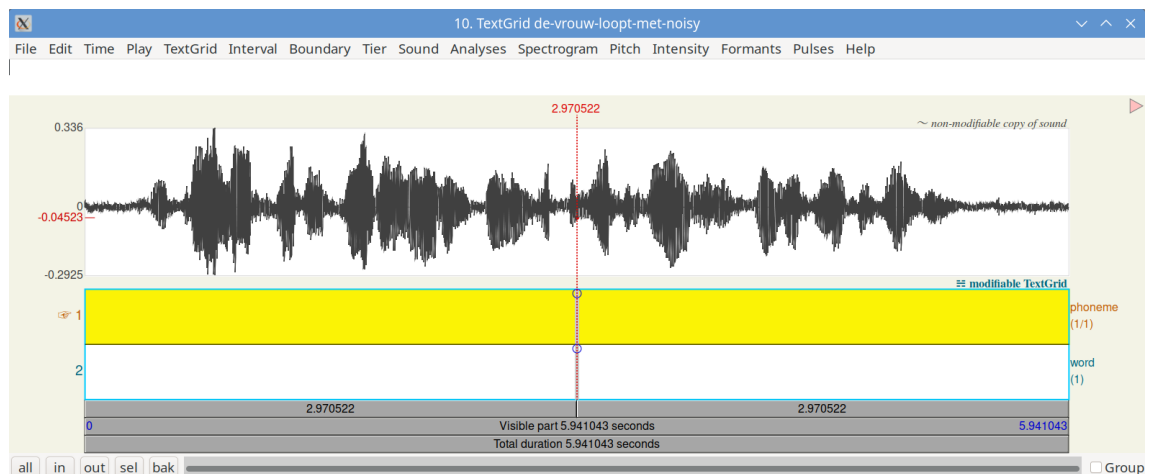 10. TextGrid de-vrouw-loopt-met-noisy
File Edit Time Play TextGrid Interval Boundary Tier Sound Analyses Spectrogram Pitch Intensity Formants Pulses Help
2.970522
0.336
~ non-modifiable copy of sound
0
-0.04523
-0.2925
modifiable TextGrid
☞ 1
phoneme
(1/1)
2
word
(1)
2.970522 2.970522
0 Visible part 5.941043 seconds 5.941043
Total duration 5.941043 seconds
all in out sel bak Group